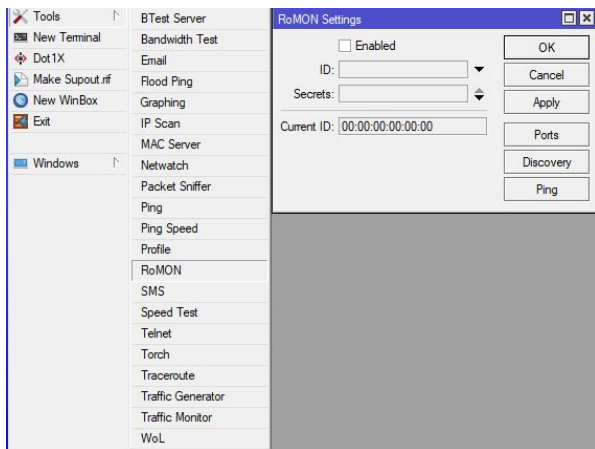 Tools
New Terminal
Dot1X
Make Supout.rif
New WinBox
Exit
Windows
BTest Server
Bandwidth Test
Email
Flood Ping
Graphing
IP Scan
MAC Server
Netwatch
Packet Sniffer
Ping
Ping Speed
Profile
RoMON
SMS
Speed Test
Telnet
Torch
Traceroute
Traffic Generator
Traffic Monitor
WoL
RoMON Settings
Enabled
ID:
Secrets:
Current ID: 00:00:00:00:00:00
OK
Cancel
Apply
Ports
Discovery
Ping